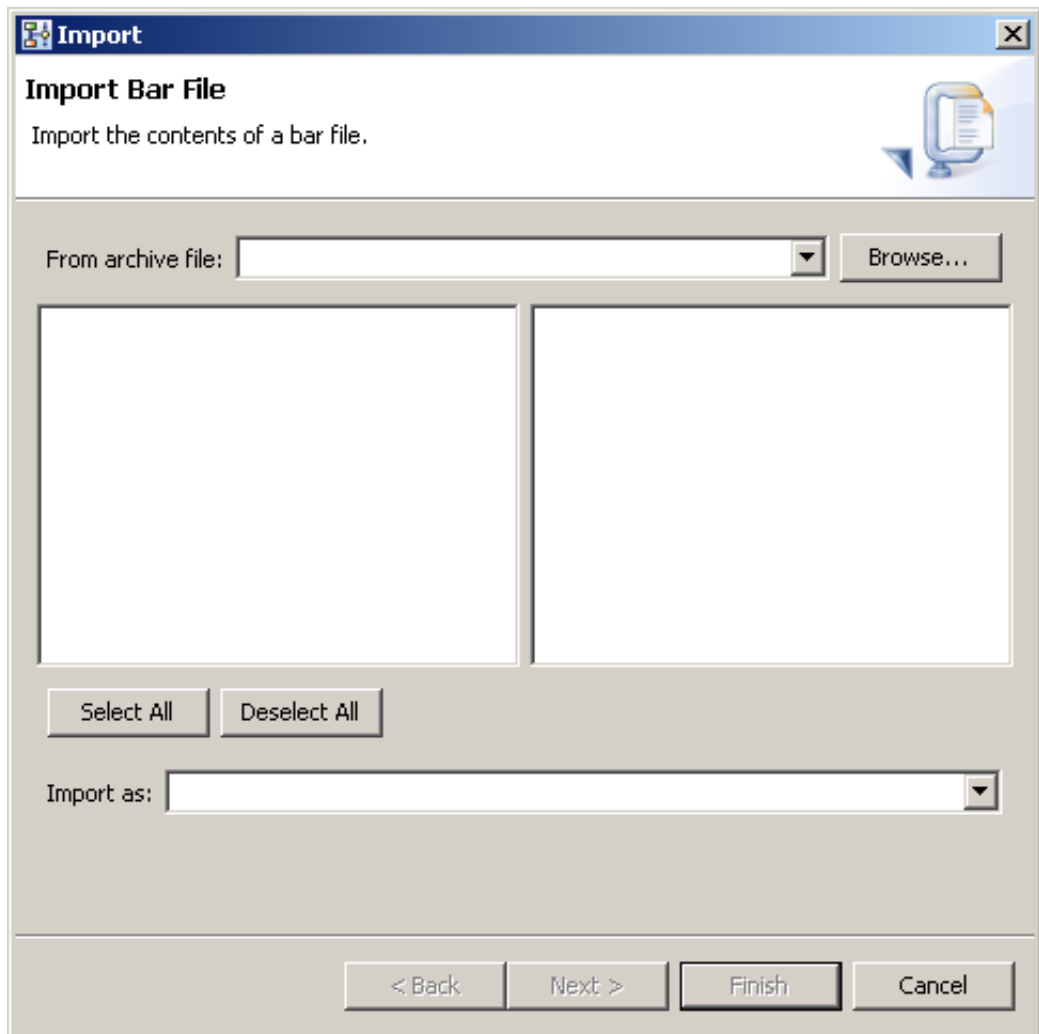 Import
Import Bar File
Import the contents of a bar file.
From archive file:
Browse...
Select All
Deselect All
Import as:
< Back
Next >
Finish
Cancel